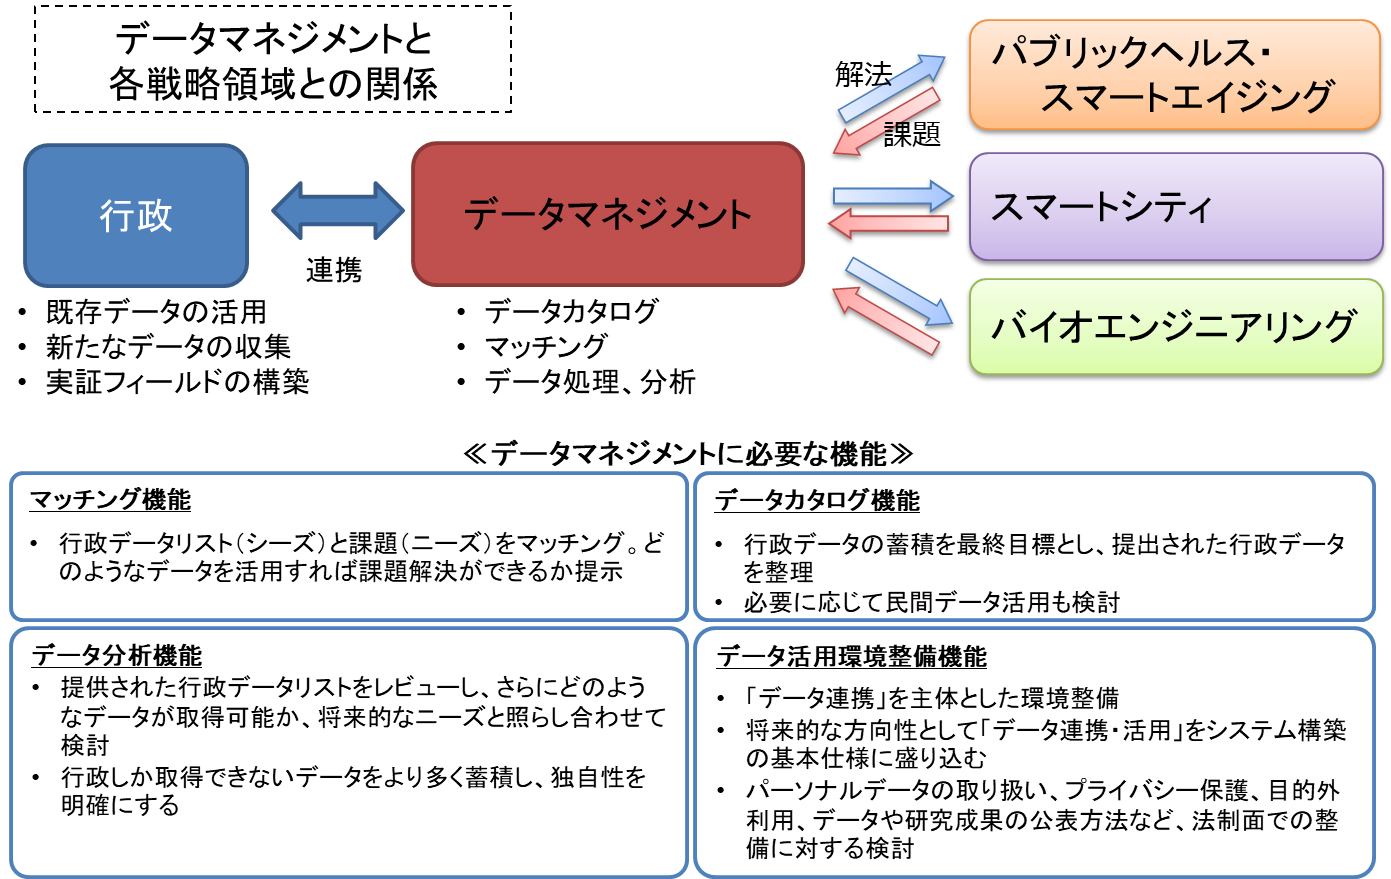 データマネジメントと
各戦略領域との関係
解法
課題
パブリックヘルス・
スマートエイジング
行政
連携
データマネジメント
スマートシティ
バイオエンジニアリング
• 既存データの活用
• 新たなデータの収集
• 実証フィールドの構築
• データカタログ
• マッチング
• データ処理、分析
≪データマネジメントに必要な機能≫
マッチング機能
• 行政データリスト（シーズ）と課題（ニーズ）をマッチング。ど
のようなデータを活用すれば課題解決ができるか提示
データカタログ機能
• 行政データの蓄積を最終目標とし、提出された行政データ
を整理
• 必要に応じて民間データ活用も検討
データ分析機能
• 提供された行政データリストをレビューし、さらにどのよう
なデータが取得可能か、将来的なニーズと照らし合わせて
検討
• 行政しか取得できないデータをより多く蓄積し、独自性を
明確にする
データ活用環境整備機能
• 「データ連携」を主体とした環境整備
• 将来的な方向性として「データ連携・活用」をシステム構築
の基本仕様に盛り込む
• パーソナルデータの取り扱い、プライバシー保護、目的外
利用、データや研究成果の公表方法など、法制面での整
備に対する検討